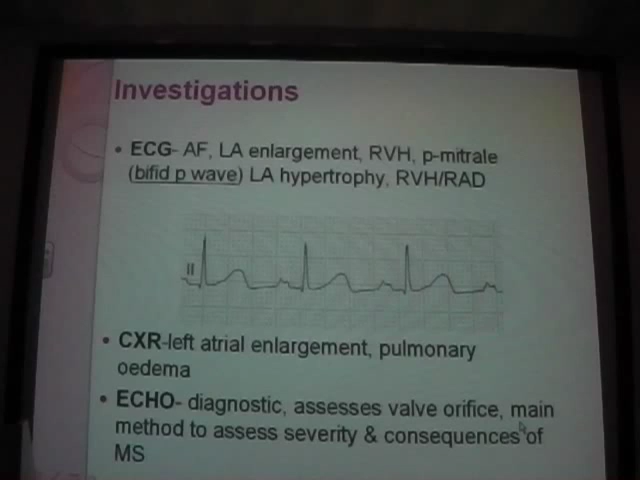 Investigations
• ECG- AF, LA enlargement, RVH, p-mitrale
(bifid p wave) LA hypertrophy, RVH/RAD
II
• CXR-left atrial enlargement, pulmonary
oedema
• ECHO- diagnostic, assesses valve orifice, main
method to assess severity & consequences of
MS